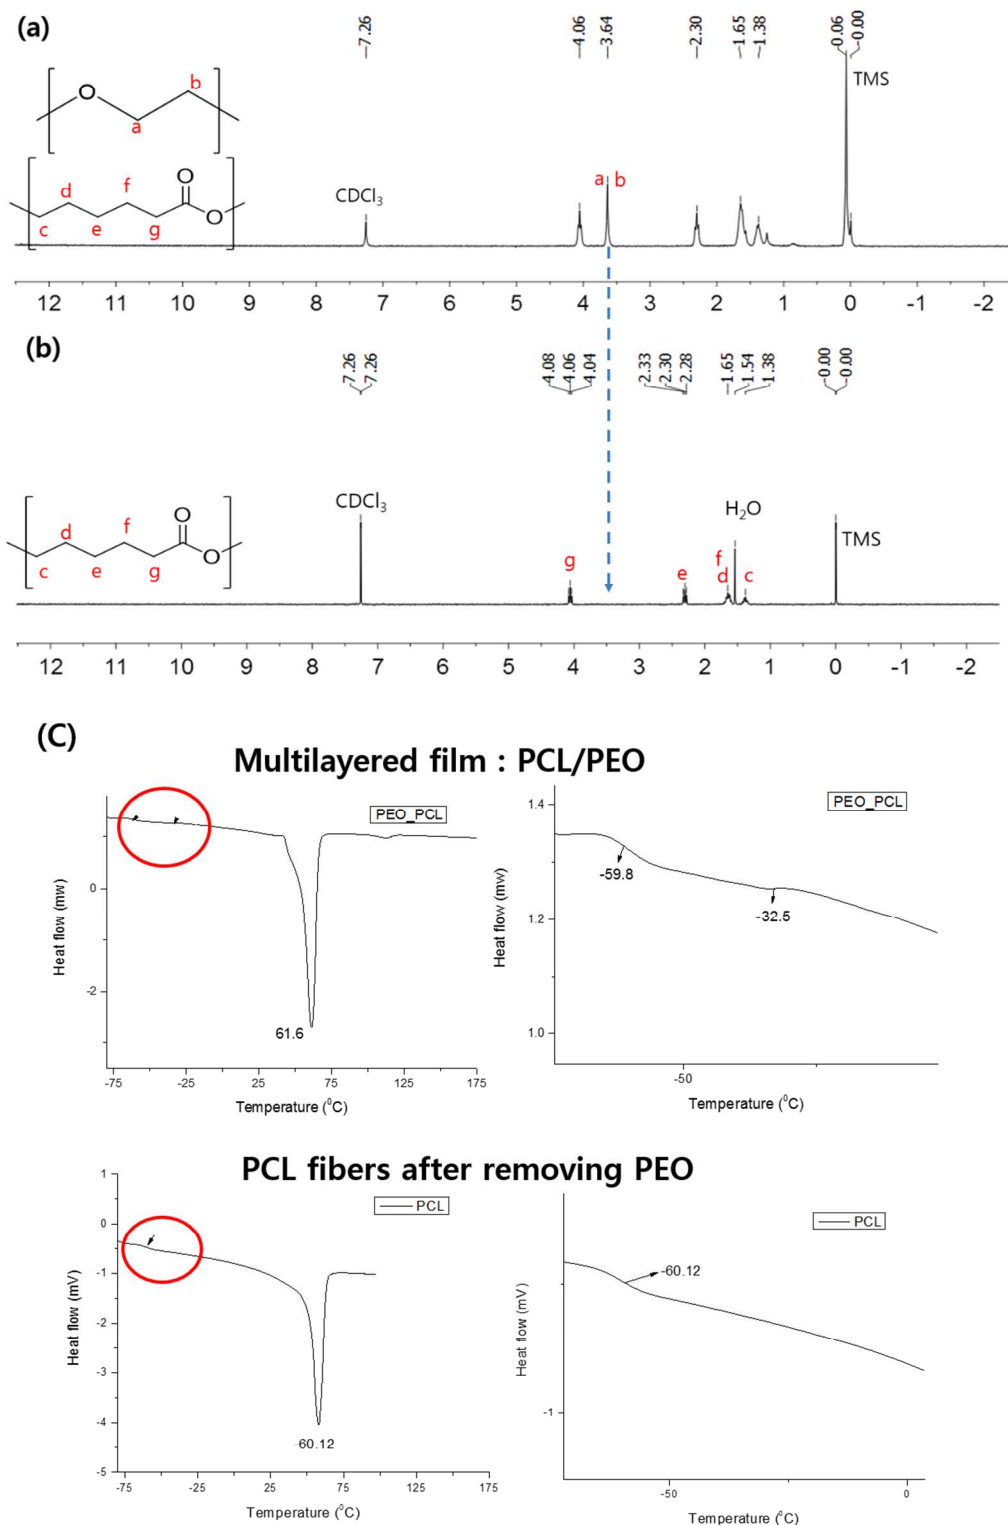 (a)
7.26
4.06
3.64
2.30
1.65
1.38
0.06
-0.00
TMS
O
b
a
d
f
O
O
c
e
g
CDCl3
a b
12 11 10 9 8 7 6 5 4 3 2 1 0 -1 -2
(b)
7.26
7.26
4.08
4.06
4.04
2.33
2.30
2.28
1.65
1.54
1.38
-0.00
-0.00
CDCl3
H2O
TMS
d
f
O
O
c
e
g
g
e
f
d
c
12 11 10 9 8 7 6 5 4 3 2 1 0 -1 -2
(C)
Multilayered film : PCL/PEO
PEO_PCL
0
-2
Heat flow (mw)
61.6
-75 -25 25 75 125 175
Temperature (0C)
PEO_PCL
1.4
1.2
1.0
Heat flow (mw)
-59.8
-32.5
-50
Temperature (0C)
PCL fibers after removing PEO
PCL
1
0
-1
-2
-3
-4
-5
Heat flow (mV)
-60.12
-75 -25 25 75 125 175
Temperature (0C)
PCL
-60.12
-1
Heat flow (mV)
-50 0
Temperature (0C)